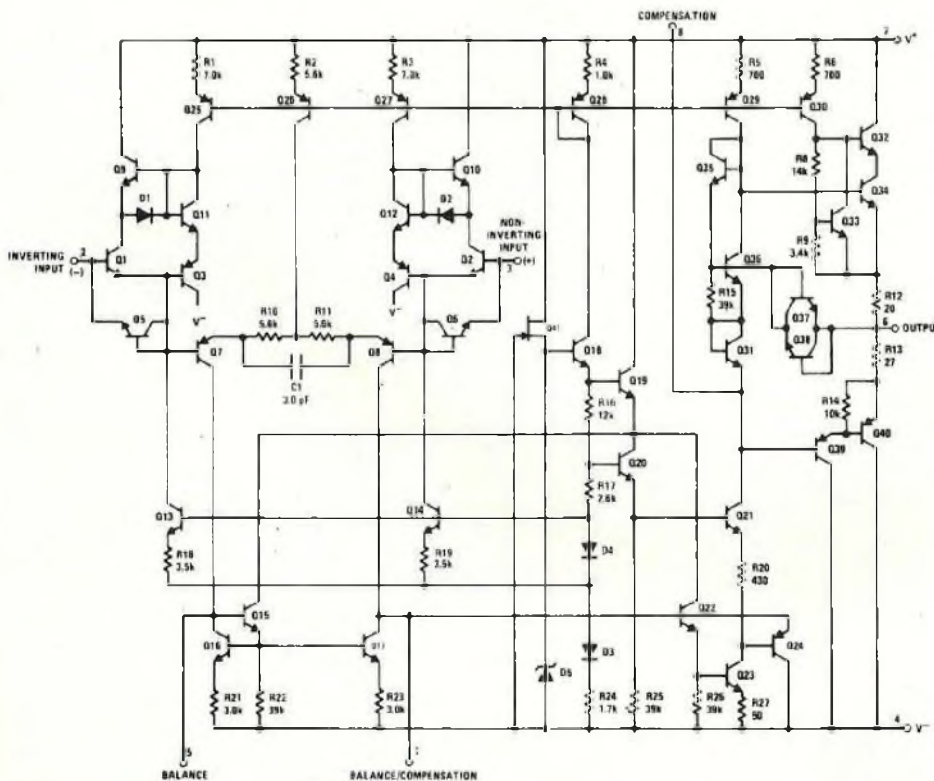 COMPENSATION
8
7 V+
R1 7.0k
R2 5.6k
R3 7.0k
R4 1.0k
R5 700
R6 700
Q25
Q26
Q27
Q28
Q29
Q30
Q32
Q9
Q10
Q35
R8 14k
Q34
D1
D2
Q11
Q12
Q33
NON-INVERTING INPUT
3 (+)
INVERTING INPUT
2 (−)
Q1
Q2
R9 3.4k
Q3
Q4
Q36
V−
V−
R15 39k
R12 20
Q5
Q6
Q37
Q38
6 OUTPUT
R10 5.6k
R11 5.6k
Q41
R13 27
Q7
Q8
Q18
Q31
C1
Q19
R14 10k
R16 12k
Q39
Q40
Q20
R17 2.6k
Q13
Q14
Q21
R18 3.5k
R19 3.5k
D4
R20 430
Q15
Q22
Q16
Q17
D3
Q24
D5
Q23
R21 3.0k
R22 39k
R23 3.0k
R24 1.7k
R25 39k
R26 39k
R27 50
4 V−
5
1
BALANCE
BALANCE/COMPENSATION